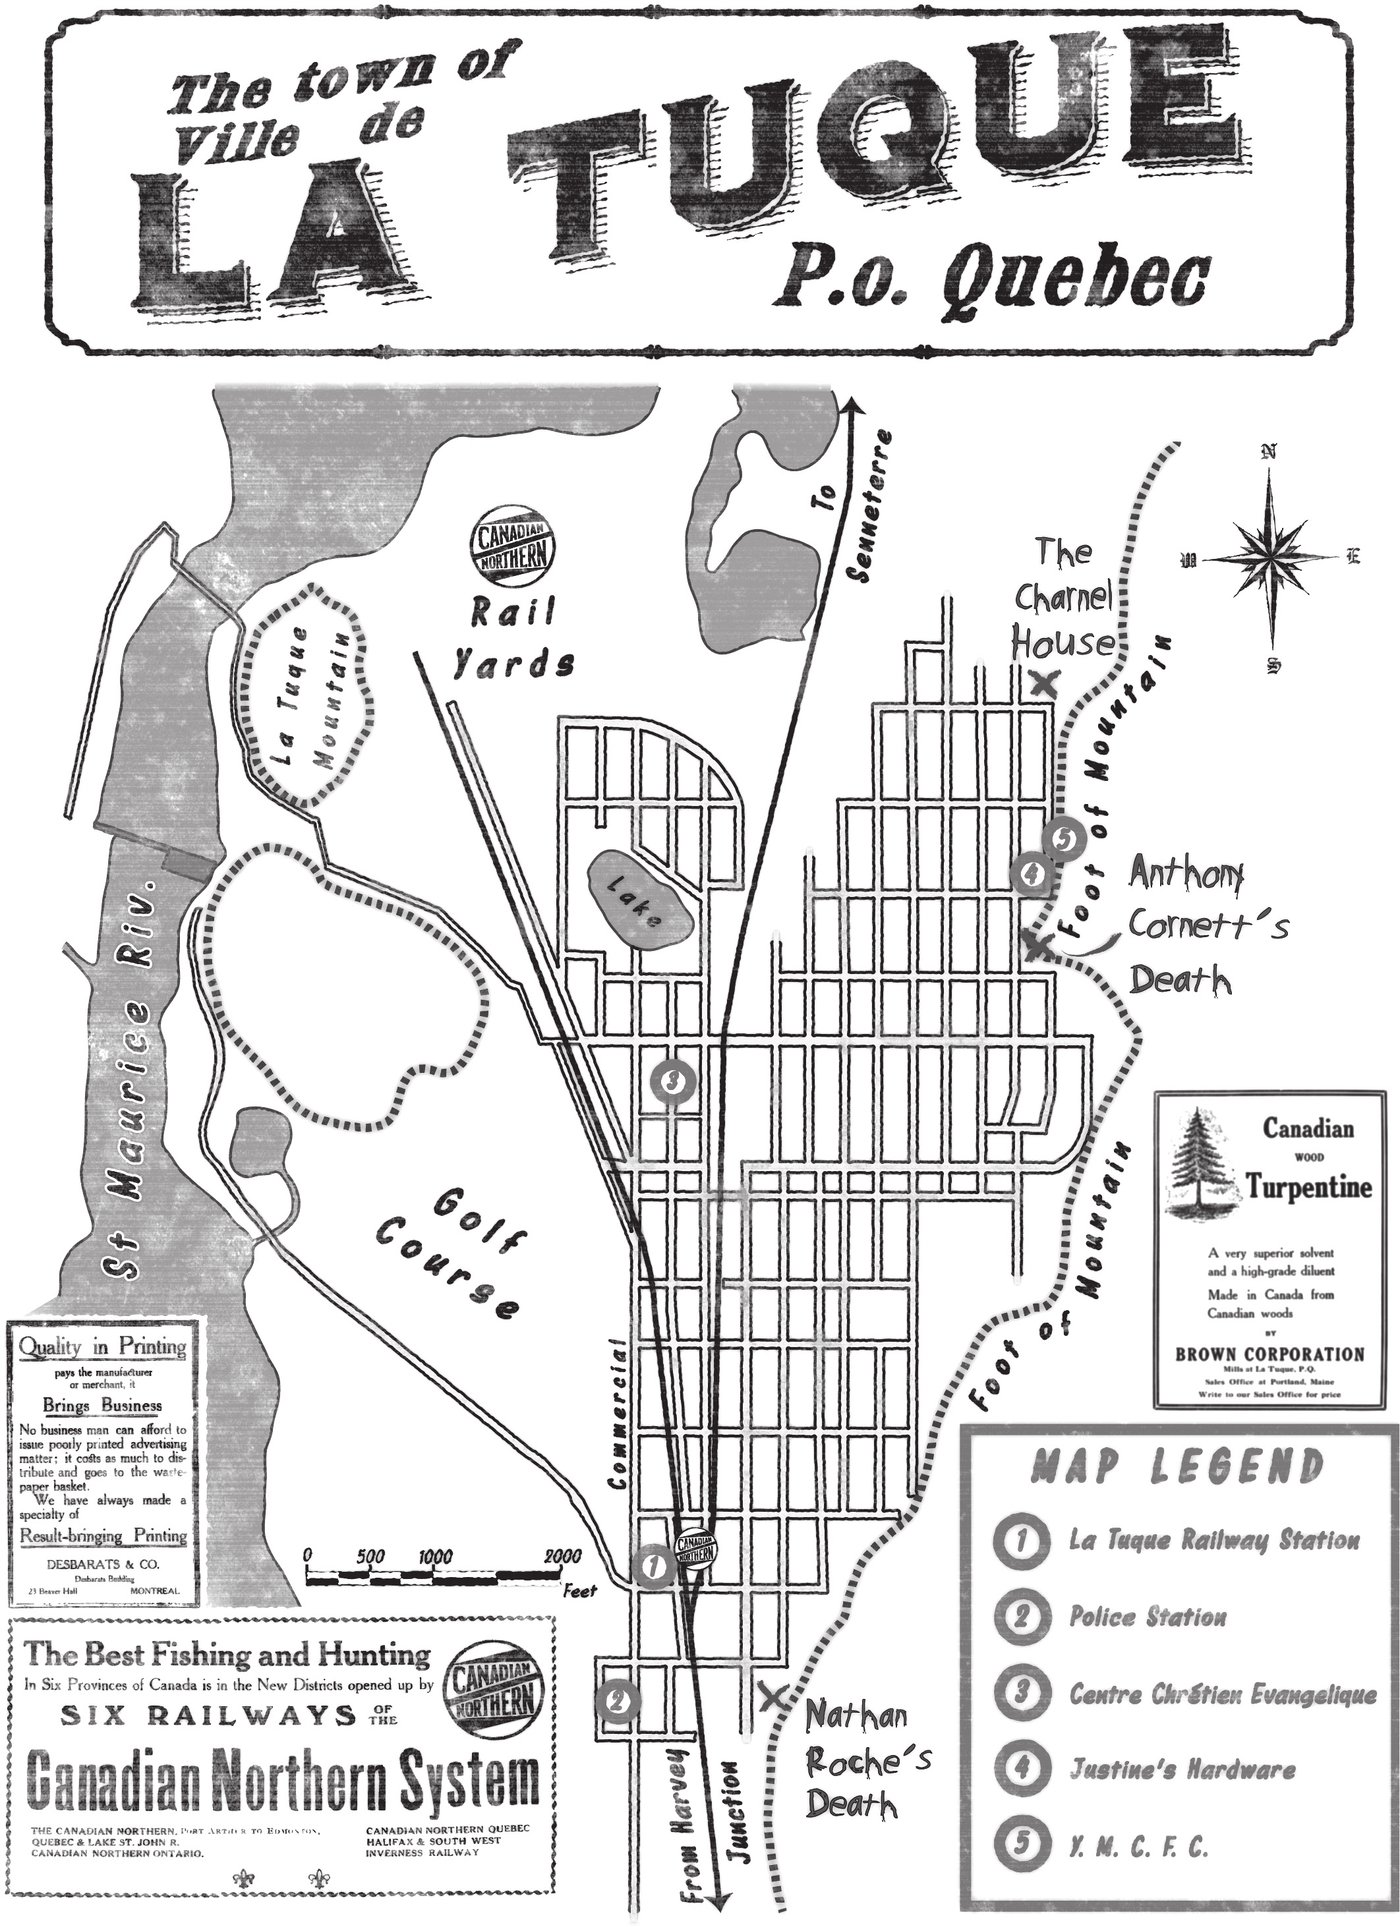 The town of
Ville de
LA TUQUE
P.o. Quebec
To
Senneterre
N
W
E
S
CANADIAN
NORTHERN
Rail
Yards
The
Charnel
House
La Tuque
Mountain
Foot of Mountain
5
4
Anthony
Cornett's
Death
Lake
St Maurice Riv.
3
Golf
Course
Foot of Mountain
Canadian
WOOD
Turpentine
A very superior solvent
and a high-grade diluent
Made in Canada from
Canadian woods
BY
BROWN CORPORATION
Mills at La Tuque, P.Q.
Sales Office at Portland, Maine
Write to our Sales Office for price
Commercial
Quality in Printing
pays the manufacturer
or merchant, it
Brings Business
No business man can afford to
issue poorly printed advertising
matter; it costs as much to dis-
tribute and goes to the waste-
paper basket.
We have always made a
specialty of
Result-bringing Printing
DESBARATS & CO.
Desbarats Building
23 Beaver Hall MONTREAL.
0 500 1000 2000
Feet
1
CANADIAN
NORTHERN
2
Nathan
Roche's
Death
From Harvey
Junction
The Best Fishing and Hunting
In Six Provinces of Canada is in the New Districts opened up by
SIX RAILWAYS OF THE
Canadian Northern System
CANADIAN
NORTHERN
THE CANADIAN NORTHERN, PORT ARTHUR TO EDMONTON,
QUEBEC & LAKE ST. JOHN R.
CANADIAN NORTHERN ONTARIO.
CANADIAN NORTHERN QUEBEC
HALIFAX & SOUTH WEST
INVERNESS RAILWAY
MAP LEGEND
1 La Tuque Railway Station
2 Police Station
3 Centre Chrétien Evangelique
4 Justine's Hardware
5 Y. M. C. F. C.